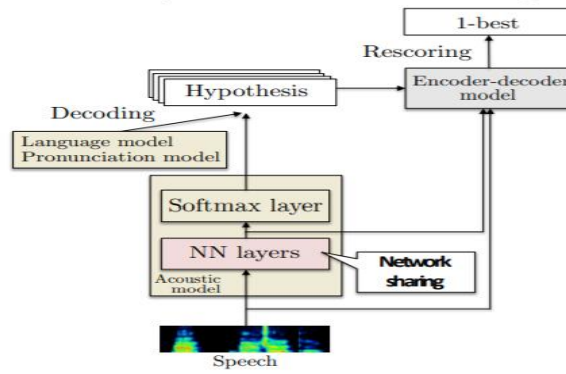 1-best
Rescoring
Encoder-decoder
model
Hypothesis
Decoding
Language model
Pronunciation model
Softmax layer
NN layers
Acoustic
model
Network
sharing
Speech